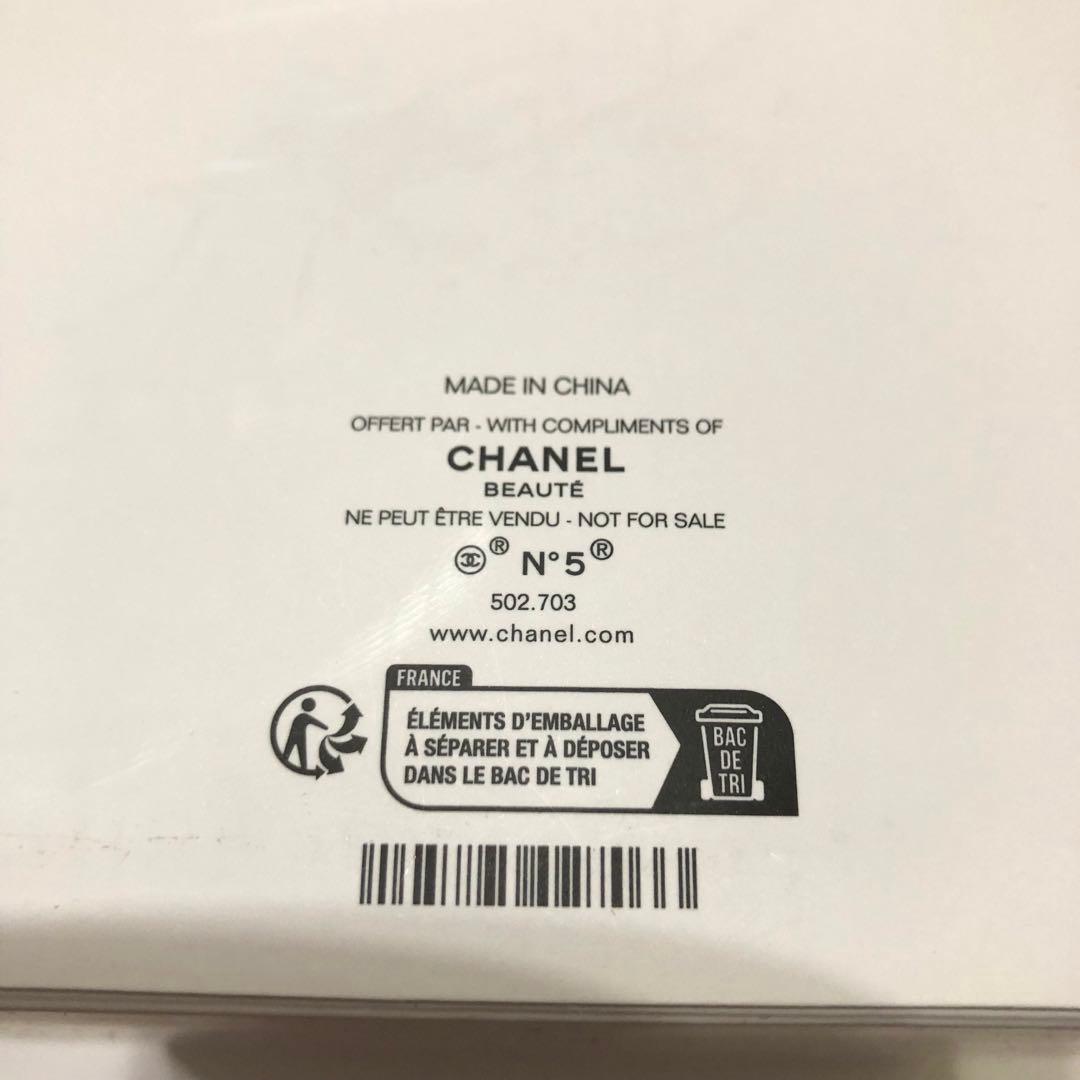 MADE IN CHINA
OFFERT PAR - WITH COMPLIMENTS OF
CHANEL
BEAUTÉ
NE PEUT ÊTRE VENDU - NOT FOR SALE
® N°5®
502.703
www.chanel.com
FRANCE
ÉLÉMENTS D'EMBALLAGE
À SÉPARER ET À DÉPOSER
DANS LE BAC DE TRI
BAC
DE
TRI